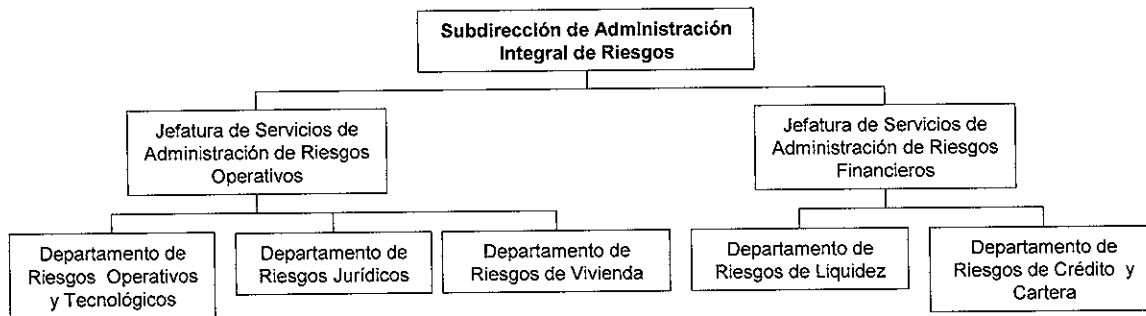 Subdirección de Administración
Integral de Riesgos
Jefatura de Servicios de
Administración de Riesgos
Operativos
Jefatura de Servicios de
Administración de Riesgos
Financieros
Departamento de
Riesgos Operativos
y Tecnológicos
Departamento de
Riesgos Jurídicos
Departamento de
Riesgos de Vivienda
Departamento de
Riesgos de Liquidez
Departamento de
Riesgos de Crédito y
Cartera